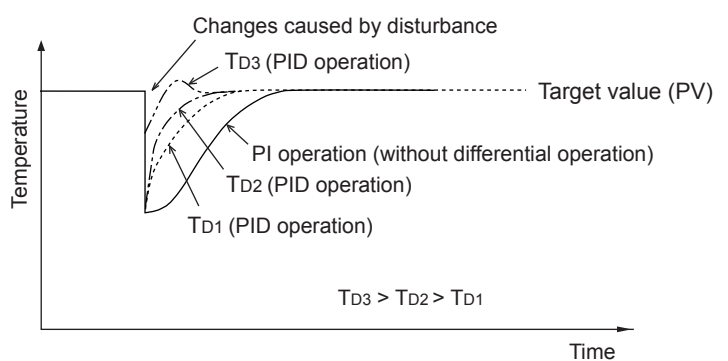 Changes caused by disturbance
TD3 (PID operation)
Target value (PV)
PI operation (without differential operation)
TD2 (PID operation)
TD1 (PID operation)
TD3 > TD2 > TD1
Temperature
Time